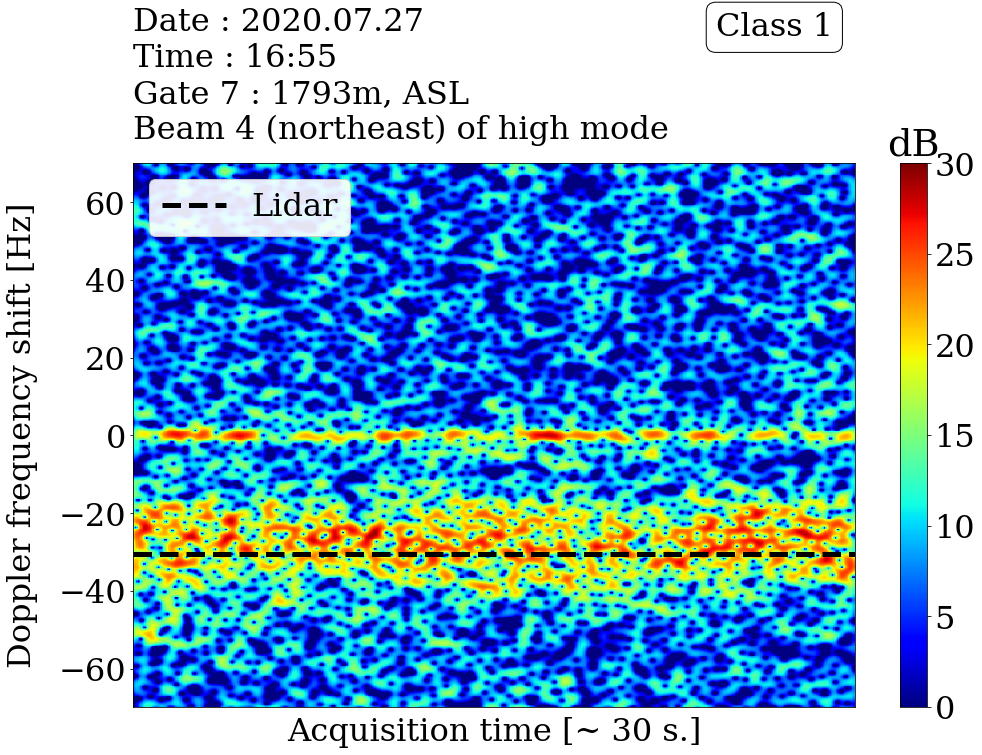 Date : 2020.07.27
Time : 16:55
Gate 7 : 1793m, ASL
Beam 4 (northeast) of high mode
Class 1
dB
Lidar
Doppler frequency shift [Hz]
60
40
20
0
−20
−40
−60
30
25
20
15
10
5
0
Acquisition time [~ 30 s.]